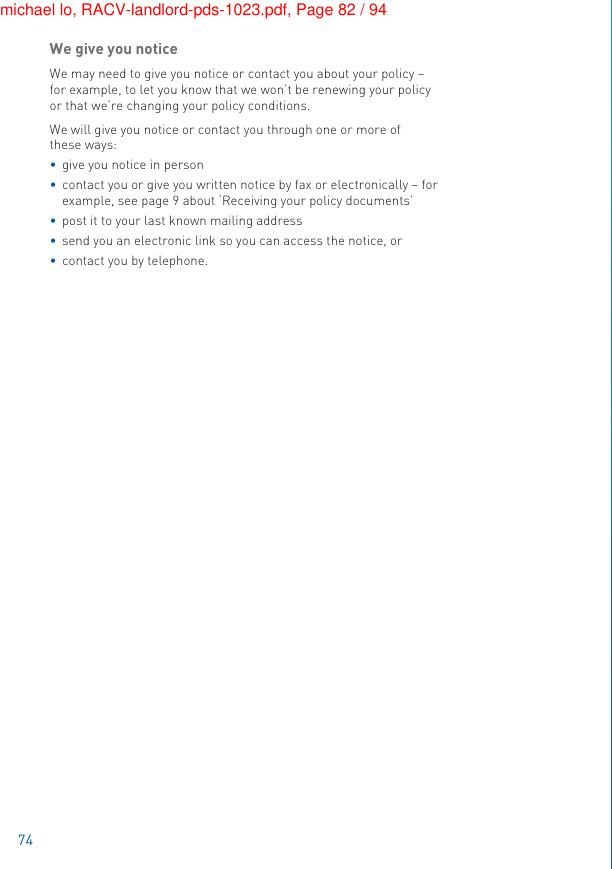 michael lo, RACV-landlord-pds-1023.pdf, Page 82 / 94
We give you notice
We may need to give you notice or contact you about your policy –
for example, to let you know that we won't be renewing your policy
or that we're changing your policy conditions.
We will give you notice or contact you through one or more of
these ways:
• give you notice in person
• contact you or give you written notice by fax or electronically – for
example, see page 9 about 'Receiving your policy documents'
• post it to your last known mailing address
• send you an electronic link so you can access the notice, or
• contact you by telephone.
74